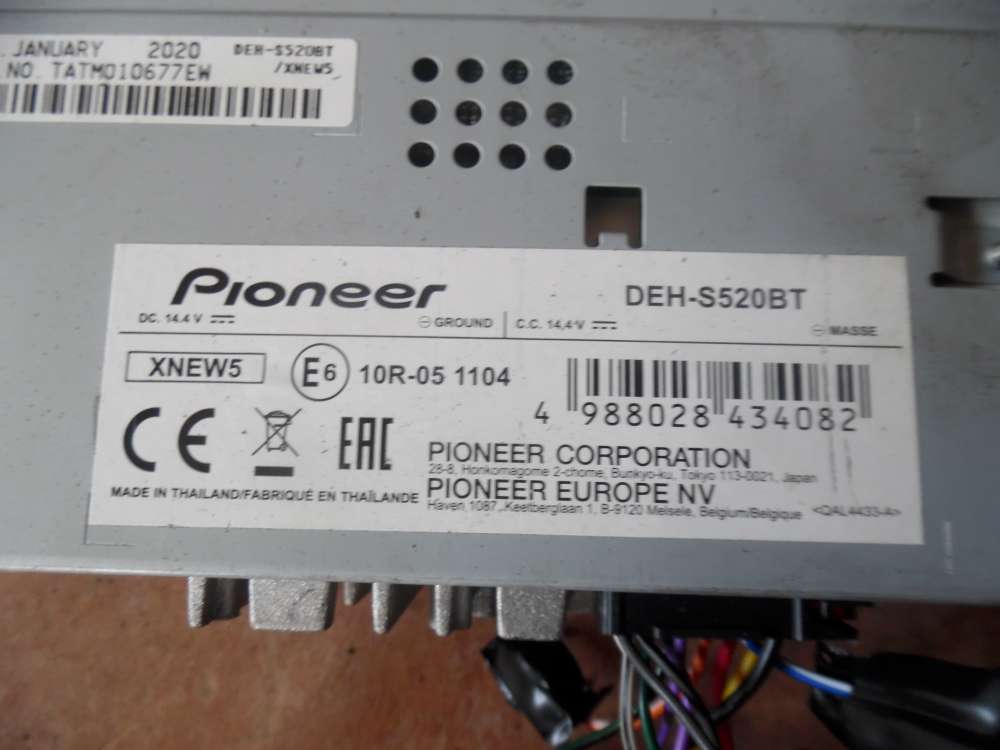 JANUARY 2020 DEH-S520BT
.NO. TATM010677EW /XNEW5
Pioneer DEH-S520BT
DC. 14.4 V GROUND C.C. 14,4 V MASSE
XNEW5 E6 10R-05 1104
4 988028 434082
CE EAC
PIONEER CORPORATION
28-8, Honkomagome 2-chome, Bunkyo-ku, Tokyo 113-0021, Japan
MADE IN THAILAND/FABRIQUÉ EN THAÏLANDE PIONEER EUROPE NV
Haven 1087, Keetberglaan 1, B-9120 Melsele, Belgium/Belgique <QAL4433-A>